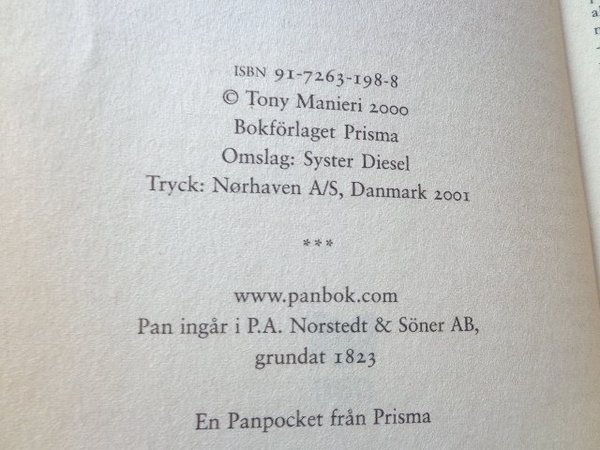 ISBN 91-7263-198-8
© Tony Manieri 2000
Bokförlaget Prisma
Omslag: Syster Diesel
Tryck: Nørhaven A/S, Danmark 2001
***
www.panbok.com
Pan ingår i P.A. Norstedt & Söner AB,
grundat 1823
En Panpocket från Prisma